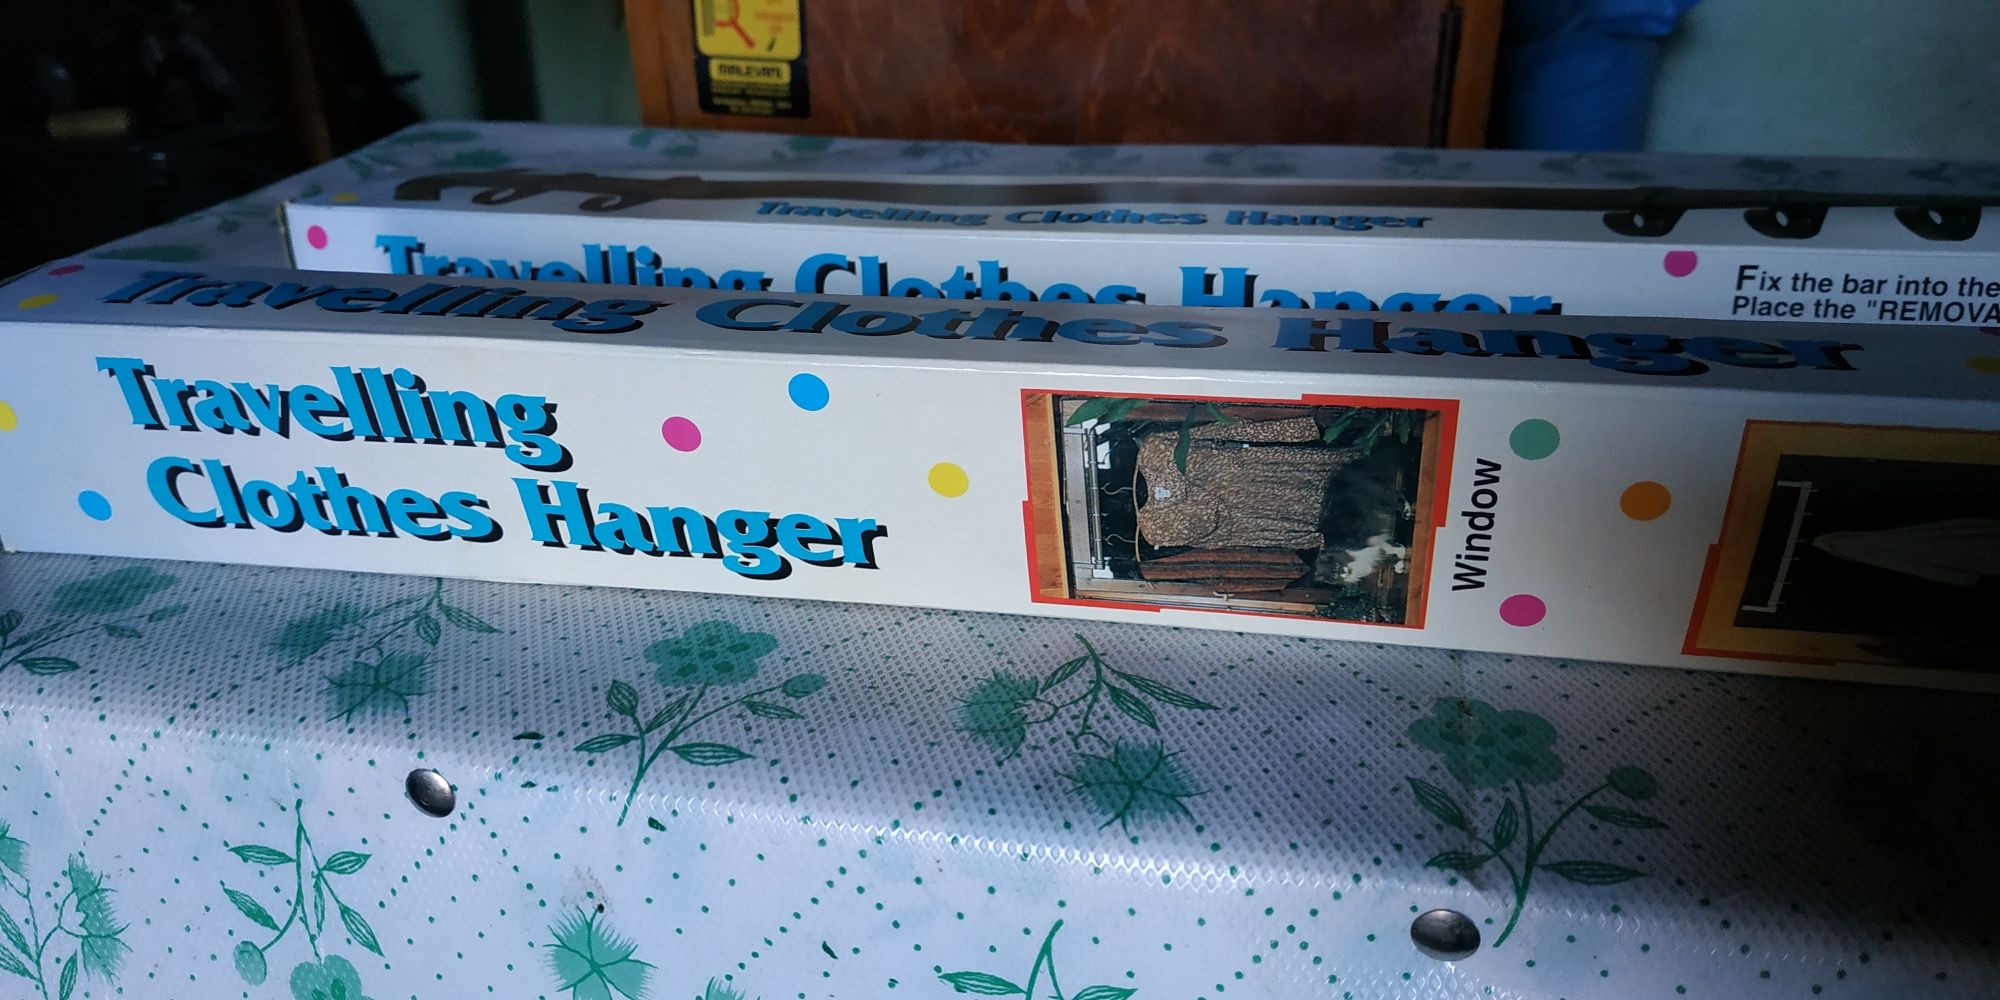 MALEVAN
Travelling Clothes Hanger
Travelling Clothes Hanger
Fix the bar into the
Place the "REMOVA
Travelling Clothes Hanger
Travelling
Clothes Hanger
Window